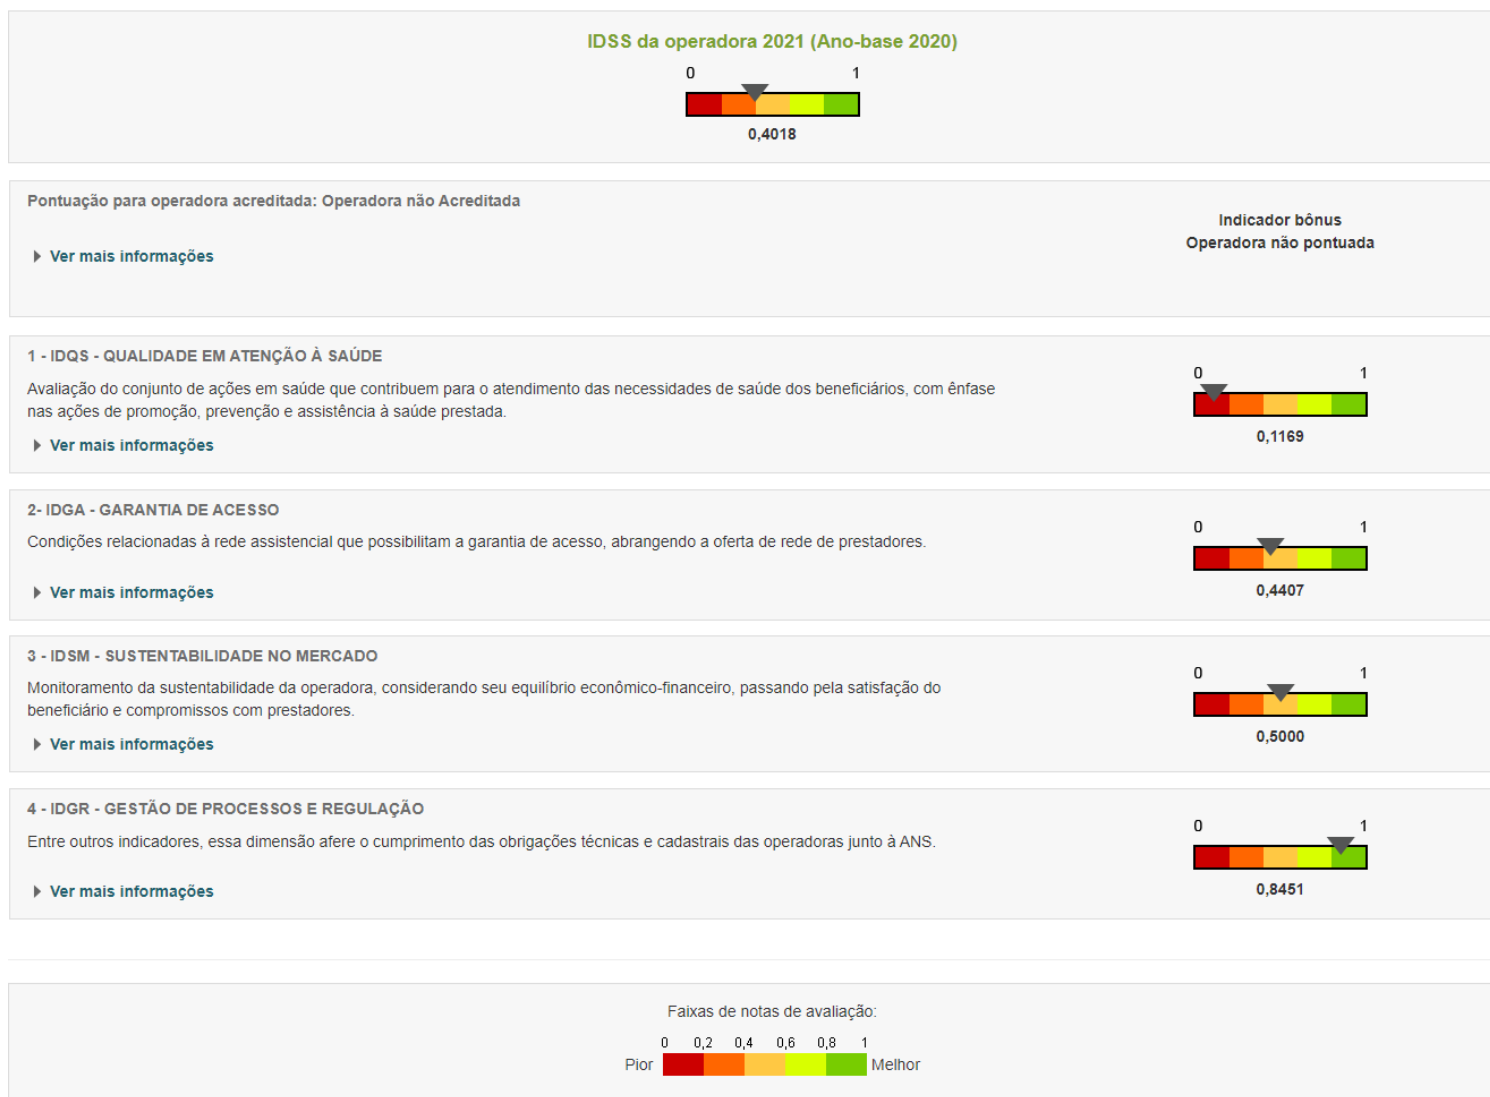 IDSS da operadora 2021 (Ano-base 2020)
0 1
0,4018
Pontuação para operadora acreditada: Operadora não Acreditada
Ver mais informações
Indicador bônus
Operadora não pontuada
1 - IDQS - QUALIDADE EM ATENÇÃO À SAÚDE
Avaliação do conjunto de ações em saúde que contribuem para o atendimento das necessidades de saúde dos beneficiários, com ênfase
nas ações de promoção, prevenção e assistência à saúde prestada.
Ver mais informações
0 1
0,1169
2- IDGA - GARANTIA DE ACESSO
Condições relacionadas à rede assistencial que possibilitam a garantia de acesso, abrangendo a oferta de rede de prestadores.
Ver mais informações
0 1
0,4407
3 - IDSM - SUSTENTABILIDADE NO MERCADO
Monitoramento da sustentabilidade da operadora, considerando seu equilíbrio econômico-financeiro, passando pela satisfação do
beneficiário e compromissos com prestadores.
Ver mais informações
0 1
0,5000
4 - IDGR - GESTÃO DE PROCESSOS E REGULAÇÃO
Entre outros indicadores, essa dimensão afere o cumprimento das obrigações técnicas e cadastrais das operadoras junto à ANS.
Ver mais informações
0 1
0,8451
Faixas de notas de avaliação:
0 0,2 0,4 0,6 0,8 1
Pior Melhor